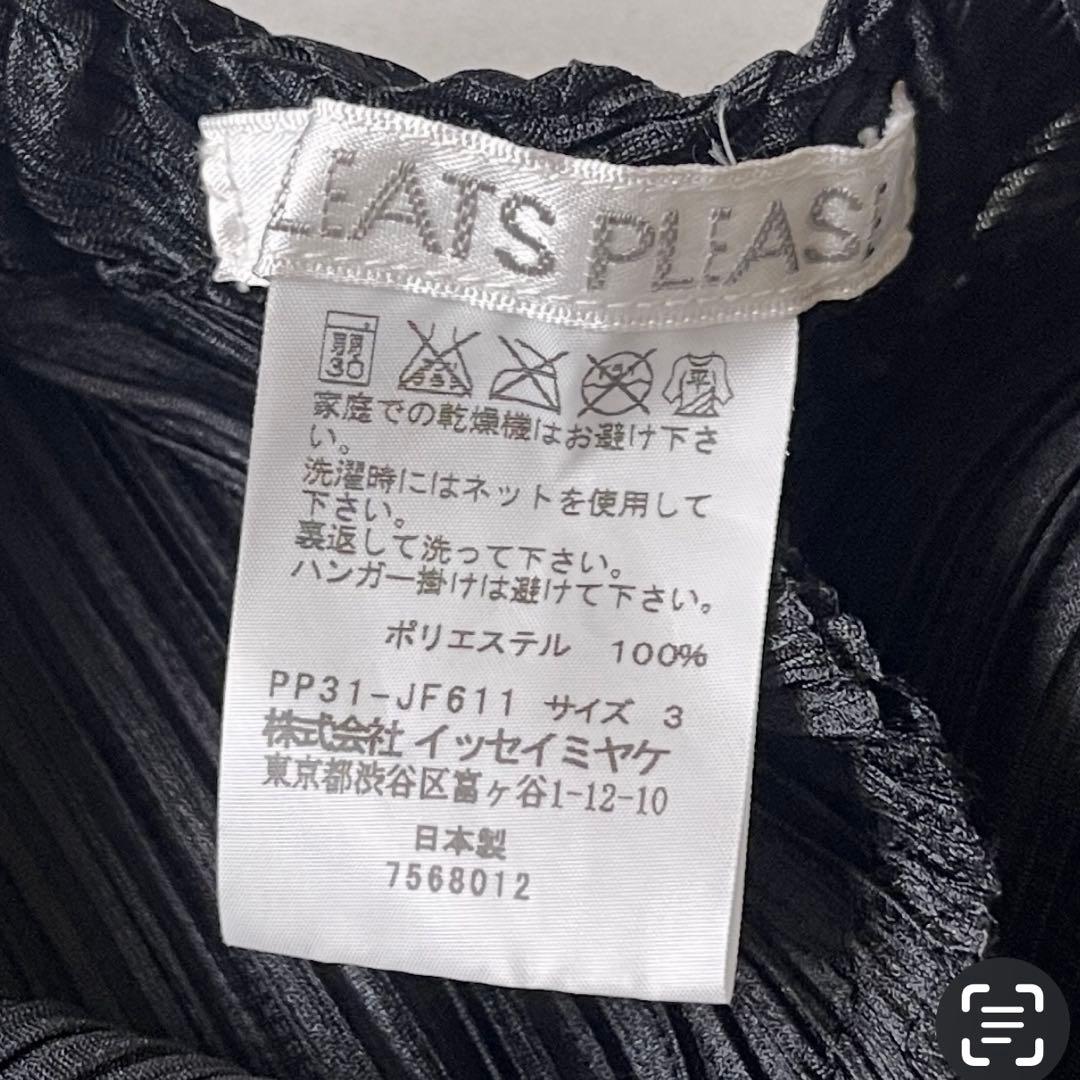 LEATS PLEAS
弱
30
平
家庭での乾燥機はお避け下さ
い。
洗濯時にはネットを使用して
下さい。
裏返して洗って下さい。
ハンガー掛けは避けて下さい。
ポリエステル 100%
PP31-JF611 サイズ 3
株式会社 イッセイミヤケ
東京都渋谷区富ヶ谷1-12-10
日本製
7568012